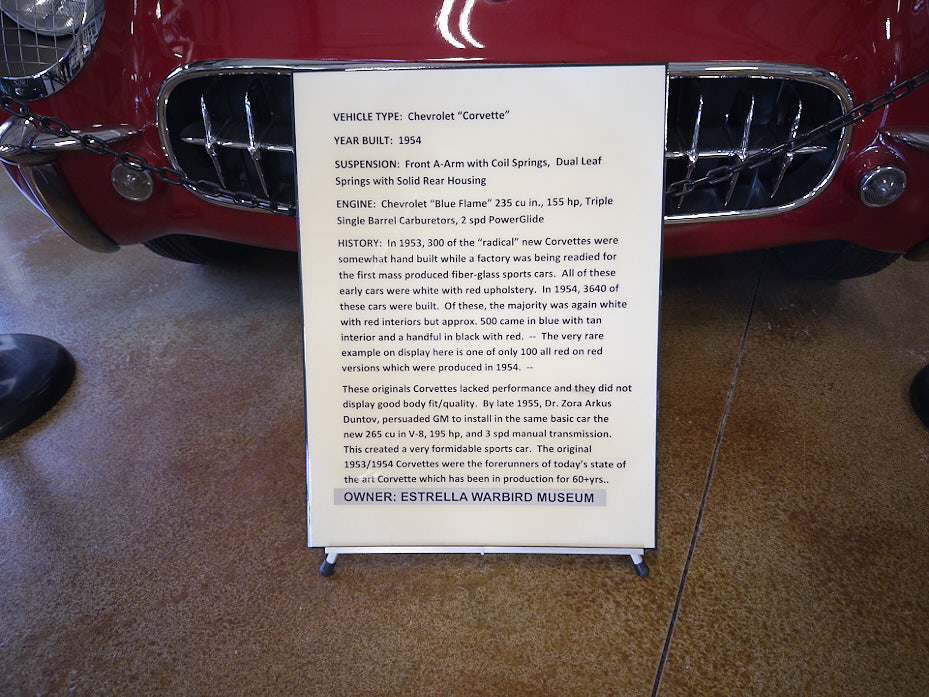 VEHICLE TYPE: Chevrolet “Corvette”
YEAR BUILT: 1954
SUSPENSION: Front A-Arm with Coil Springs, Dual Leaf
Springs with Solid Rear Housing
ENGINE: Chevrolet “Blue Flame” 235 cu in., 155 hp, Triple
Single Barrel Carburetors, 2 spd PowerGlide
HISTORY: In 1953, 300 of the “radical” new Corvettes were
somewhat hand built while a factory was being readied for
the first mass produced fiber-glass sports cars. All of these
early cars were white with red upholstery. In 1954, 3640 of
these cars were built. Of these, the majority was again white
with red interiors but approx. 500 came in blue with tan
interior and a handful in black with red. -- The very rare
example on display here is one of only 100 all red on red
versions which were produced in 1954. --
These originals Corvettes lacked performance and they did not
display good body fit/quality. By late 1955, Dr. Zora Arkus
Duntov, persuaded GM to install in the same basic car the
new 265 cu in V-8, 195 hp, and 3 spd manual transmission.
This created a very formidable sports car. The original
1953/1954 Corvettes were the forerunners of today’s state of
the art Corvette which has been in production for 60+yrs..
OWNER: ESTRELLA WARBIRD MUSEUM